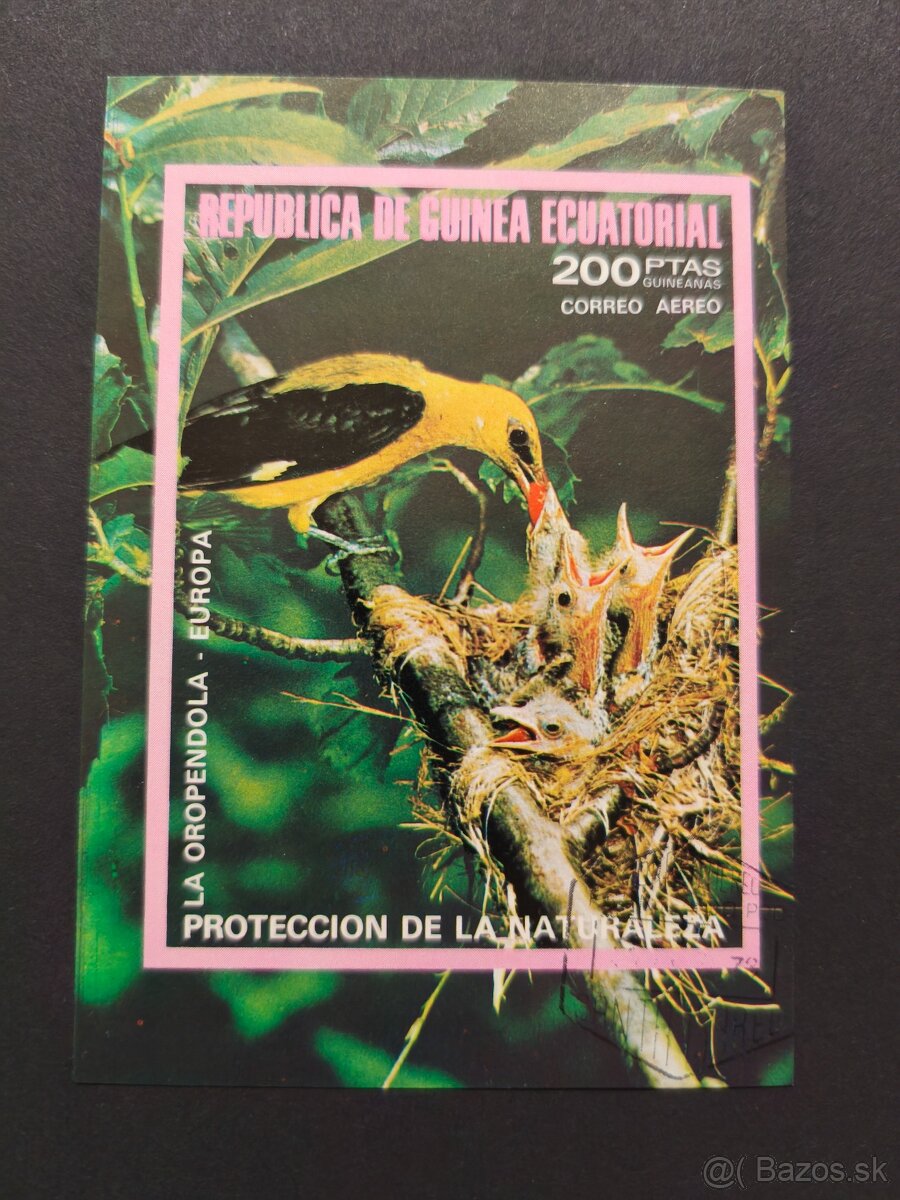 REPUBLICA DE GUINEA ECUATORIAL
200 PTAS
GUINEANAS
CORREO AEREO
LA OROPENDOLA - EUROPA
PROTECCION DE LA NATURALEZA
@( Bazos.sk